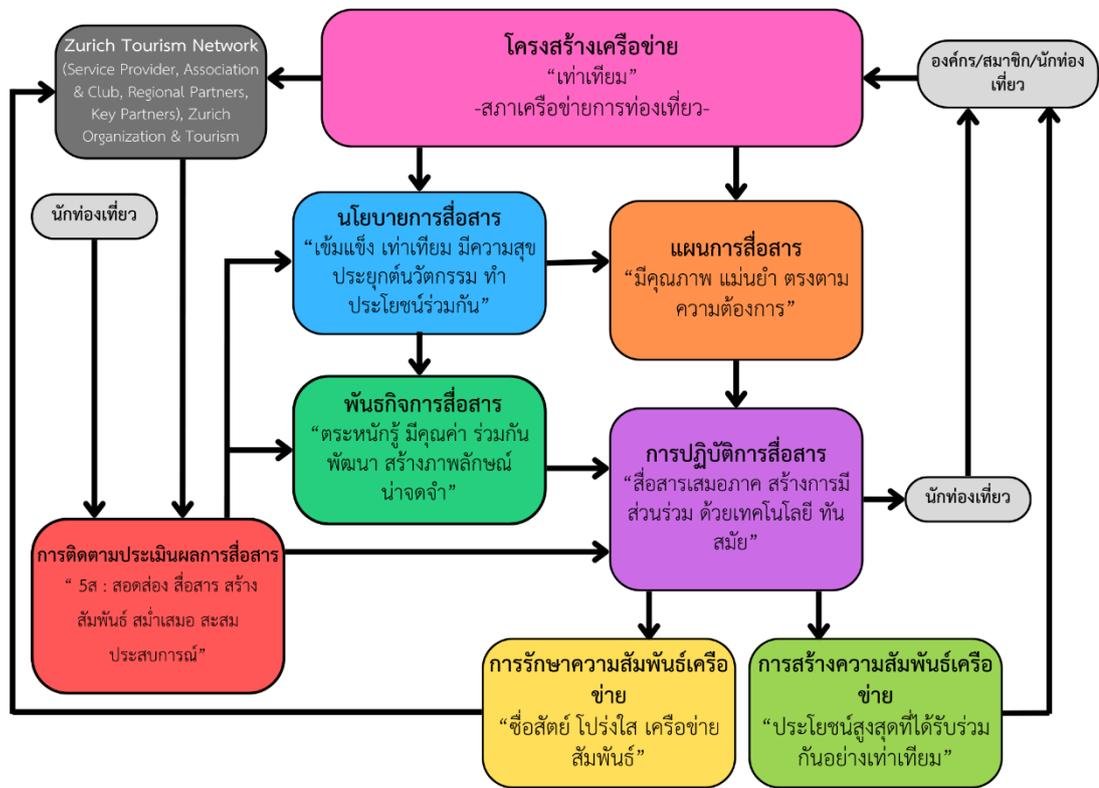 Zurich Tourism Network
(Service Provider, Association
& Club, Regional Partners,
Key Partners), Zurich
Organization & Tourism
โครงสร้างเครือข่าย
“เท่าเทียม”
-สภาเครือข่ายการท่องเที่ยว-
องค์กร/สมาชิก/นักท่อง
เที่ยว
นักท่องเที่ยว
นโยบายการสื่อสาร
“เข้มแข็ง เท่าเทียม มีความสุข
ประยุกต์นวัตกรรม ทำ
ประโยชน์ร่วมกัน”
แผนการสื่อสาร
“มีคุณภาพ แม่นยำ ตรงตาม
ความต้องการ”
พันธกิจการสื่อสาร
“ตระหนักรู้ มีคุณค่า ร่วมกัน
พัฒนา สร้างภาพลักษณ์
น่าจดจำ”
การปฏิบัติการสื่อสาร
“สื่อสารเสมอภาค สร้างการมี
ส่วนร่วม ด้วยเทคโนโลยี ทัน
สมัย”
นักท่องเที่ยว
การติดตามประเมินผลการสื่อสาร
“ 5ส : สอดส่อง สื่อสาร สร้าง
สัมพันธ์ สม่ำเสมอ สะสม
ประสบการณ์”
การรักษาความสัมพันธ์เครือ
ข่าย
“ซื่อสัตย์ โปร่งใส เครือข่าย
สัมพันธ์”
การสร้างความสัมพันธ์เครือ
ข่าย
“ประโยชน์สูงสุดที่ได้รับร่วม
กันอย่างเท่าเทียม”